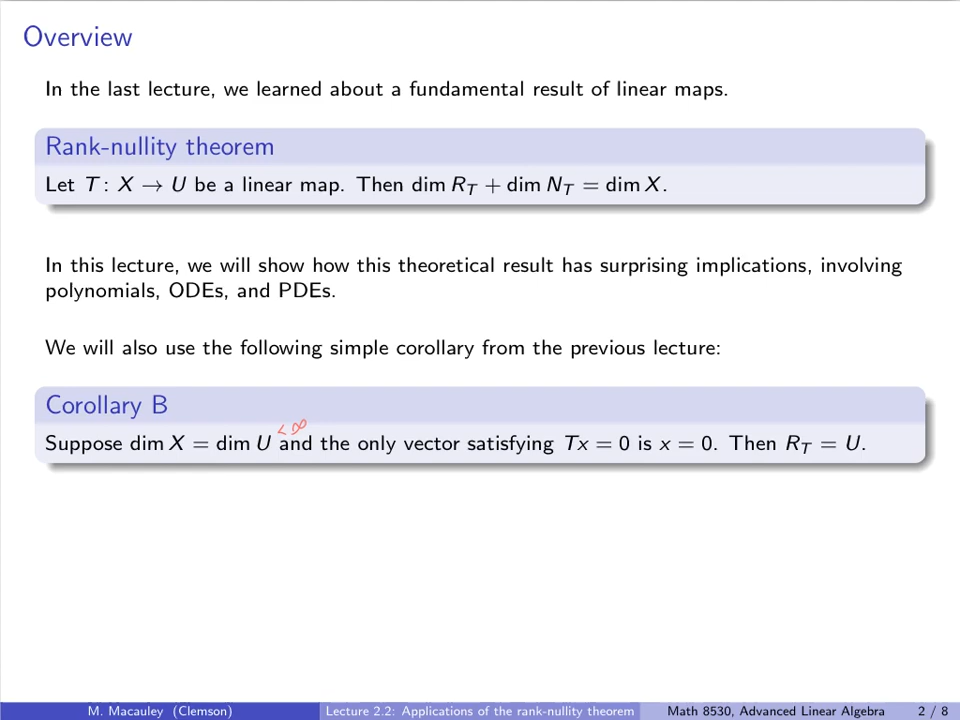 Overview
In the last lecture, we learned about a fundamental result of linear maps.
Rank-nullity theorem
Let T : X → U be a linear map. Then dim R_T + dim N_T = dim X.
In this lecture, we will show how this theoretical result has surprising implications, involving
polynomials, ODEs, and PDEs.
We will also use the following simple corollary from the previous lecture:
Corollary B
< ∞
Suppose dim X = dim U and the only vector satisfying Tx = 0 is x = 0. Then R_T = U.
M. Macauley (Clemson) Lecture 2.2: Applications of the rank-nullity theorem Math 8530, Advanced Linear Algebra 2 / 8